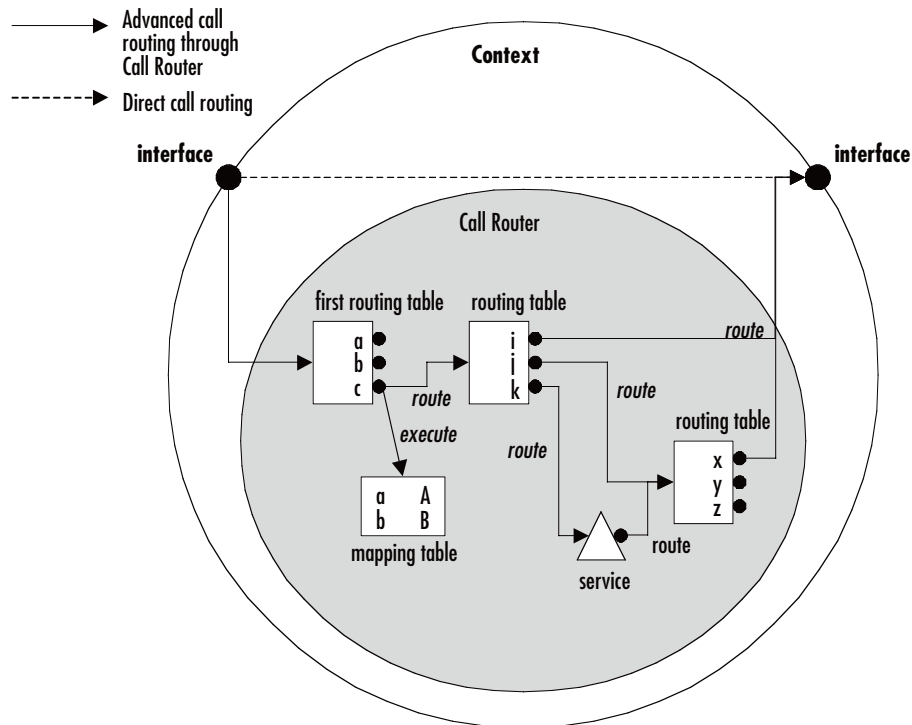 Advanced call
routing through
Call Router
Direct call routing
Context
interface
interface
Call Router
first routing table
routing table
a
b
c
i
j
k
route
route
route
execute
route
routing table
x
y
z
a A
b B
mapping table
route
service